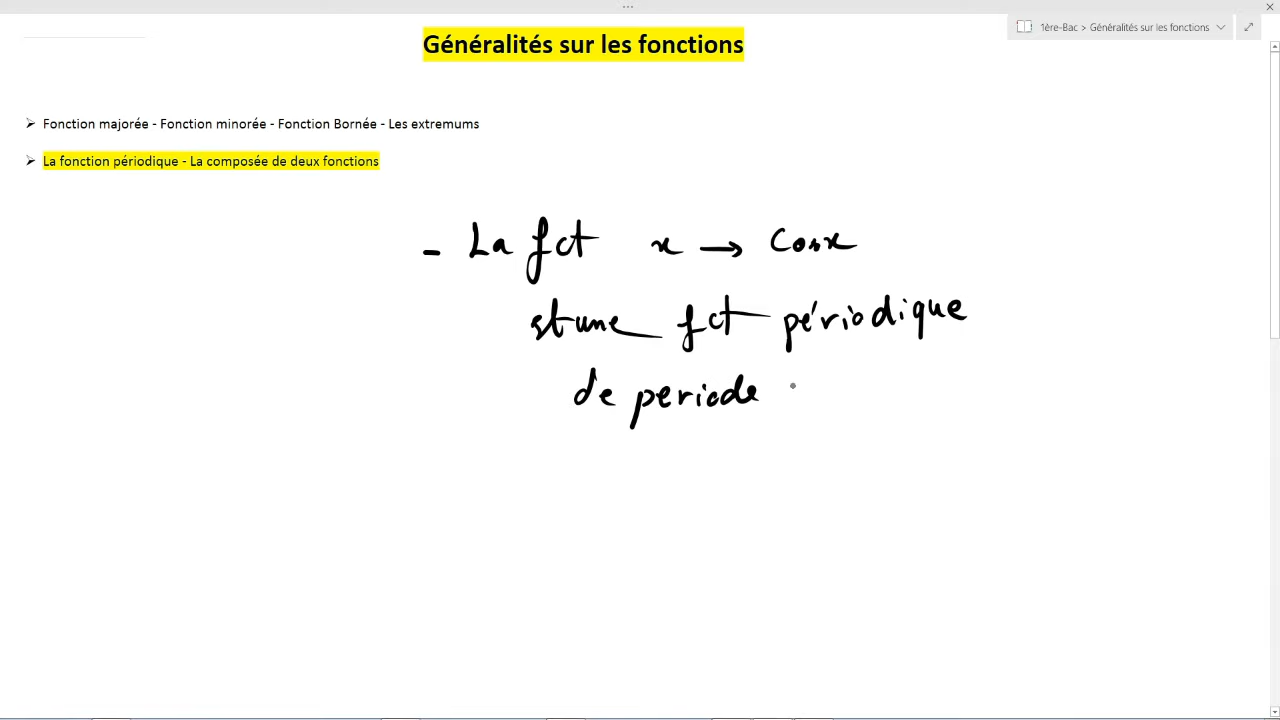 Généralités sur les fonctions
1ère-Bac > Généralités sur les fonctions
➢ Fonction majorée - Fonction minorée - Fonction Bornée - Les extremums
➢ La fonction périodique - La composée de deux fonctions
- La fct x → Cosx
st une fct périodique
de periode